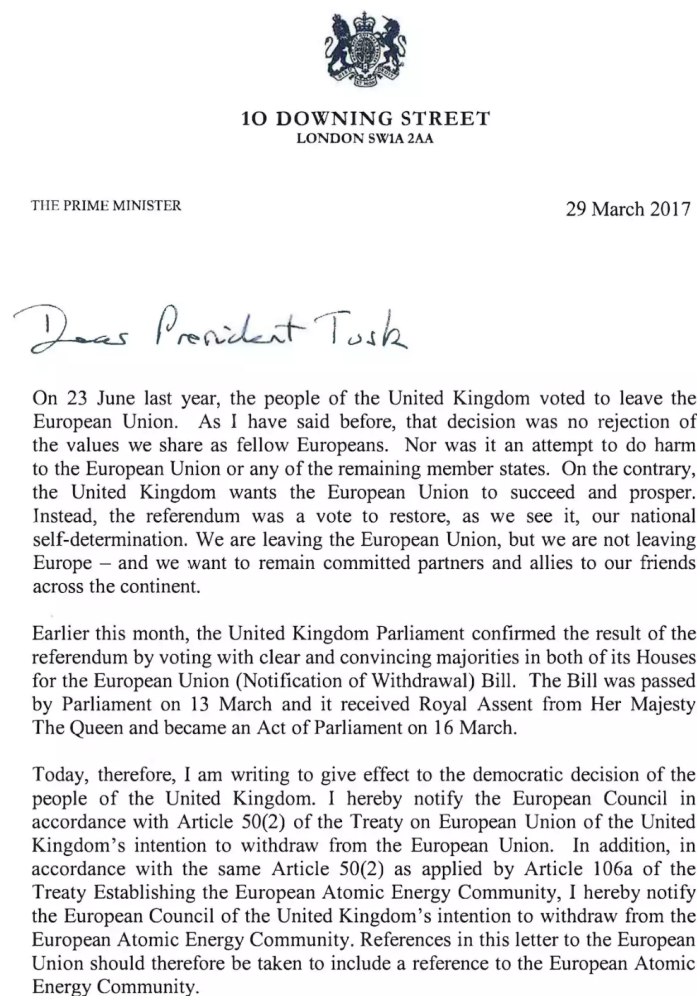 10 DOWNING STREET
LONDON SW1A 2AA
THE PRIME MINISTER
29 March 2017
Dear President Tusk
On 23 June last year, the people of the United Kingdom voted to leave the
European Union. As I have said before, that decision was no rejection of
the values we share as fellow Europeans. Nor was it an attempt to do harm
to the European Union or any of the remaining member states. On the contrary,
the United Kingdom wants the European Union to succeed and prosper.
Instead, the referendum was a vote to restore, as we see it, our national
self-determination. We are leaving the European Union, but we are not leaving
Europe – and we want to remain committed partners and allies to our friends
across the continent.
Earlier this month, the United Kingdom Parliament confirmed the result of the
referendum by voting with clear and convincing majorities in both of its Houses
for the European Union (Notification of Withdrawal) Bill. The Bill was passed
by Parliament on 13 March and it received Royal Assent from Her Majesty
The Queen and became an Act of Parliament on 16 March.
Today, therefore, I am writing to give effect to the democratic decision of the
people of the United Kingdom. I hereby notify the European Council in
accordance with Article 50(2) of the Treaty on European Union of the United
Kingdom's intention to withdraw from the European Union. In addition, in
accordance with the same Article 50(2) as applied by Article 106a of the
Treaty Establishing the European Atomic Energy Community, I hereby notify
the European Council of the United Kingdom's intention to withdraw from the
European Atomic Energy Community. References in this letter to the European
Union should therefore be taken to include a reference to the European Atomic
Energy Community.